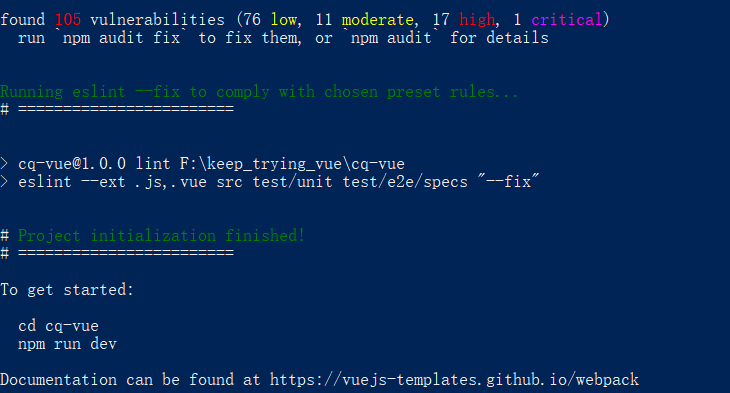 found 105 vulnerabilities (76 low, 11 moderate, 17 high, 1 critical)
  run `npm audit fix` to fix them, or `npm audit` for details
Running eslint --fix to comply with chosen preset rules...
# ========================
> cq-vue@1.0.0 lint F:\keep_trying_vue\cq-vue
> eslint --ext .js,.vue src test/unit test/e2e/specs "--fix"
# Project initialization finished!
# ========================
To get started:
  cd cq-vue
  npm run dev
Documentation can be found at https://vuejs-templates.github.io/webpack